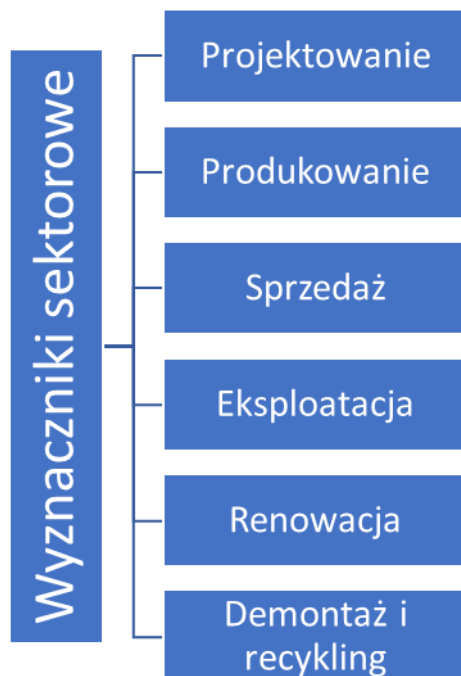 Wyznaczniki sektorowe
Projektowanie
Produkowanie
Sprzedaż
Eksploatacja
Renowacja
Demontaż i
recykling